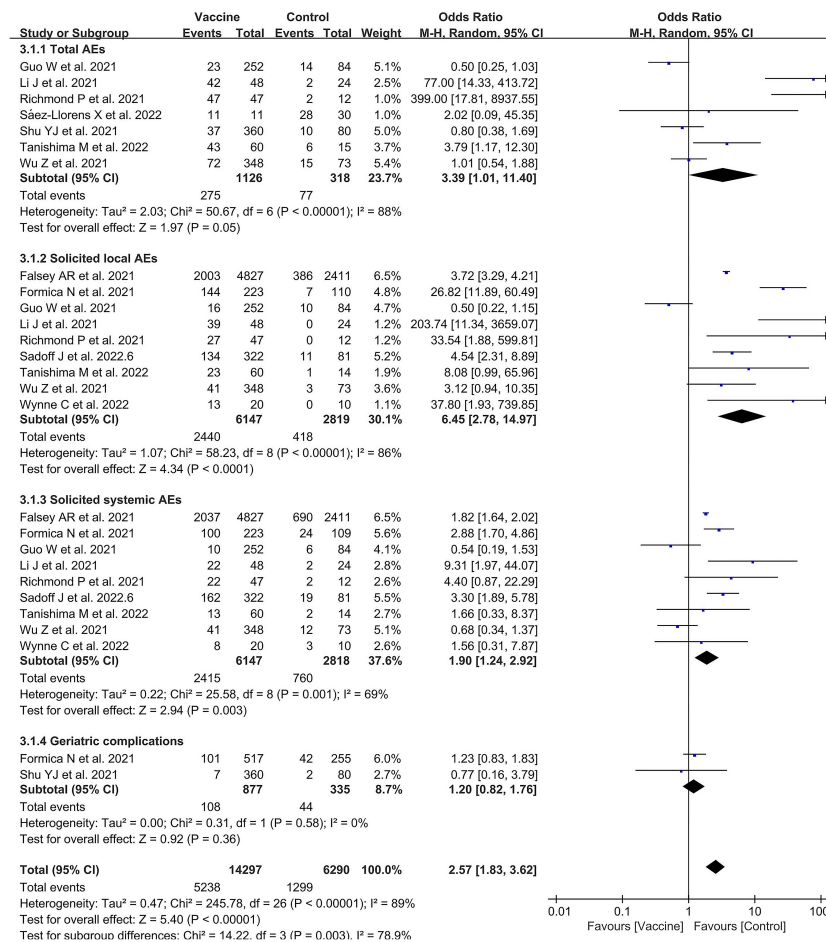 Vaccine Control Odds Ratio Odds Ratio
Study or Subgroup Events Total Events Total Weight M-H, Random, 95% CI M-H, Random, 95% CI
3.1.1 Total AEs
Guo W et al. 2021 23 252 14 84 5.1% 0.50 [0.25, 1.03]
Li J et al. 2021 42 48 2 24 2.5% 77.00 [14.33, 413.72]
Richmond P et al. 2021 47 47 2 12 1.0% 399.00 [17.81, 8937.55]
Sáez-Llorens X et al. 2022 11 11 28 30 1.0% 2.02 [0.09, 45.35]
Shu YJ et al. 2021 37 360 10 80 5.0% 0.80 [0.38, 1.69]
Tanishima M et al. 2022 43 60 6 15 3.7% 3.79 [1.17, 12.30]
Wu Z et al. 2021 72 348 15 73 5.4% 1.01 [0.54, 1.88]
Subtotal (95% CI) 1126 318 23.7% 3.39 [1.01, 11.40]
Total events 275 77
Heterogeneity: Tau² = 2.03; Chi² = 50.67, df = 6 (P < 0.00001); I² = 88%
Test for overall effect: Z = 1.97 (P = 0.05)
3.1.2 Solicited local AEs
Falsey AR et al. 2021 2003 4827 386 2411 6.5% 3.72 [3.29, 4.21]
Formica N et al. 2021 144 223 7 110 4.8% 26.82 [11.89, 60.49]
Guo W et al. 2021 16 252 10 84 4.7% 0.50 [0.22, 1.15]
Li J et al. 2021 39 48 0 24 1.2% 203.74 [11.34, 3659.07]
Richmond P et al. 2021 27 47 0 12 1.2% 33.54 [1.88, 599.81]
Sadoff J et al. 2022.6 134 322 11 81 5.2% 4.54 [2.31, 8.89]
Tanishima M et al. 2022 23 60 1 14 1.9% 8.08 [0.99, 65.96]
Wu Z et al. 2021 41 348 3 73 3.6% 3.12 [0.94, 10.35]
Wynne C et al. 2022 13 20 0 10 1.1% 37.80 [1.93, 739.85]
Subtotal (95% CI) 6147 2819 30.1% 6.45 [2.78, 14.97]
Total events 2440 418
Heterogeneity: Tau² = 1.07; Chi² = 58.23, df = 8 (P < 0.00001); I² = 86%
Test for overall effect: Z = 4.34 (P < 0.0001)
3.1.3 Solicited systemic AEs
Falsey AR et al. 2021 2037 4827 690 2411 6.5% 1.82 [1.64, 2.02]
Formica N et al. 2021 100 223 24 109 5.6% 2.88 [1.70, 4.86]
Guo W et al. 2021 10 252 6 84 4.1% 0.54 [0.19, 1.53]
Li J et al. 2021 22 48 2 24 2.8% 9.31 [1.97, 44.07]
Richmond P et al. 2021 22 47 2 12 2.6% 4.40 [0.87, 22.29]
Sadoff J et al. 2022.6 162 322 19 81 5.5% 3.30 [1.89, 5.78]
Tanishima M et al. 2022 13 60 2 14 2.7% 1.66 [0.33, 8.37]
Wu Z et al. 2021 41 348 12 73 5.2% 0.68 [0.34, 1.37]
Wynne C et al. 2022 8 20 3 10 2.6% 1.56 [0.31, 7.87]
Subtotal (95% CI) 6147 2818 37.6% 1.90 [1.24, 2.92]
Total events 2415 760
Heterogeneity: Tau² = 0.22; Chi² = 25.58, df = 8 (P = 0.001); I² = 69%
Test for overall effect: Z = 2.94 (P = 0.003)
3.1.4 Geriatric complications
Formica N et al. 2021 101 517 42 255 6.0% 1.23 [0.83, 1.83]
Shu YJ et al. 2021 7 360 2 80 2.7% 0.77 [0.16, 3.79]
Subtotal (95% CI) 877 335 8.7% 1.20 [0.82, 1.76]
Total events 108 44
Heterogeneity: Tau² = 0.00; Chi² = 0.31, df = 1 (P = 0.58); I² = 0%
Test for overall effect: Z = 0.92 (P = 0.36)
Total (95% CI) 14297 6290 100.0% 2.57 [1.83, 3.62]
Total events 5238 1299
Heterogeneity: Tau² = 0.47; Chi² = 245.78, df = 26 (P < 0.00001); I² = 89%
Test for overall effect: Z = 5.40 (P < 0.00001)
Test for subgroup differences: Chi² = 14.22, df = 3 (P = 0.003), I² = 78.9%
0.01 0.1 1 10 100
Favours [Vaccine] Favours [Control]